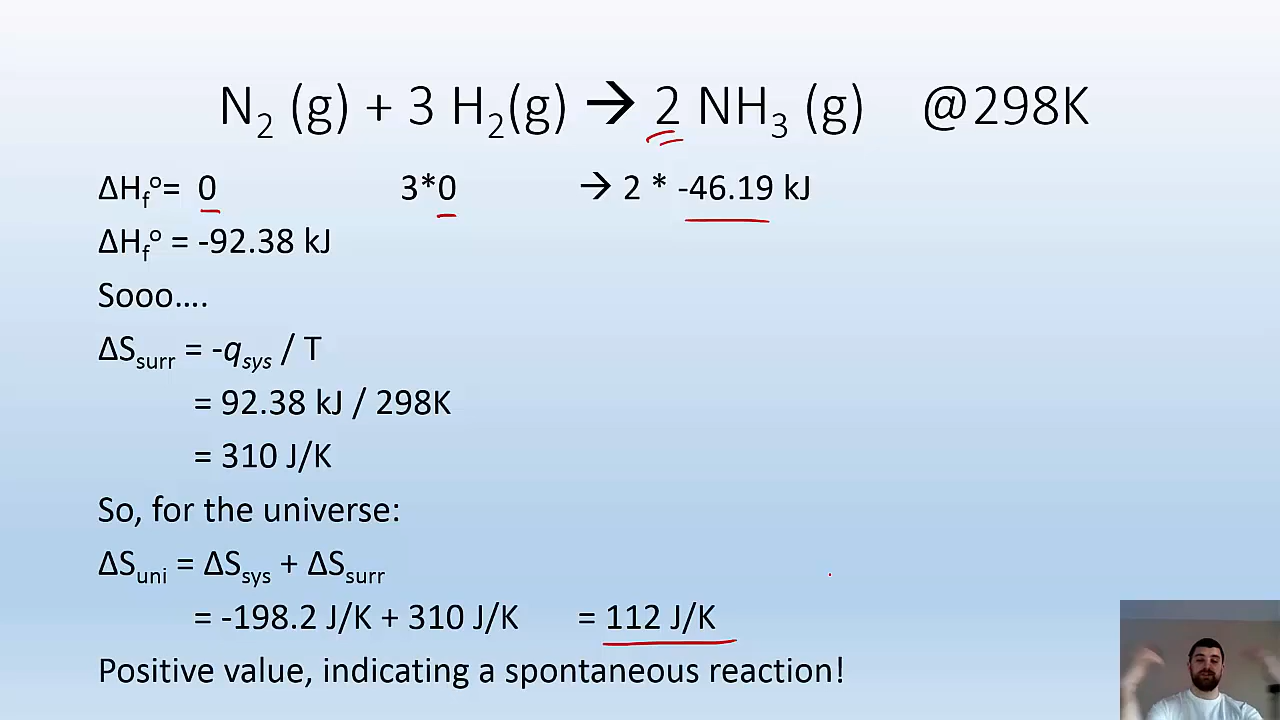 N₂ (g) + 3 H₂(g) → 2 NH₃ (g) @298K
ΔHfº= 0 3*0 → 2 * -46.19 kJ
ΔHfº = -92.38 kJ
Sooo….
ΔSsurr = -qsys / T
= 92.38 kJ / 298K
= 310 J/K
So, for the universe:
ΔSuni = ΔSsys + ΔSsurr
= -198.2 J/K + 310 J/K = 112 J/K
Positive value, indicating a spontaneous reaction!